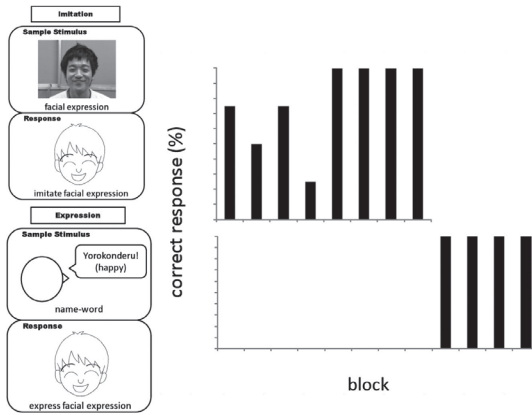 Imitation
Sample Stimulus
facial expression
Response
imitate facial expression
Expression
Sample Stimulus
Yorokonderu!
(happy)
name-word
Response
express facial expression
correct response (%)
block